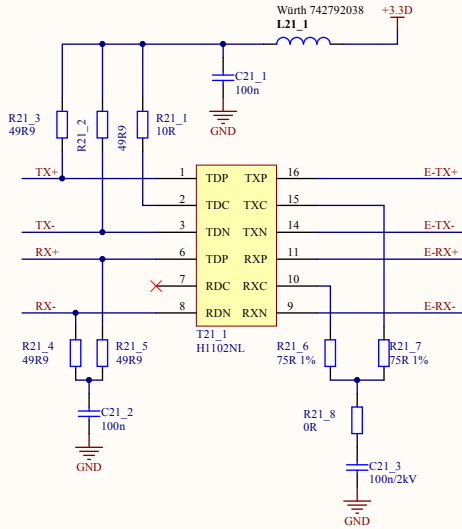 Würth 742792038
L21_1
+3.3D
C21_1
100n
GND
R21_3
49R9
R21_2
49R9
R21_1
10R
TX+
1
TDP
TXP
16
E-TX+
2
TDC
TXC
15
TX-
3
TDN
TXN
14
E-TX-
RX+
6
TDP
RXP
11
E-RX+
7
RDC
RXC
10
RX-
8
RDN
RXN
9
E-RX-
T21_1
H1102NL
R21_4
49R9
R21_5
49R9
R21_6
75R 1%
R21_7
75R 1%
C21_2
100n
GND
R21_8
0R
C21_3
100n/2kV
GND